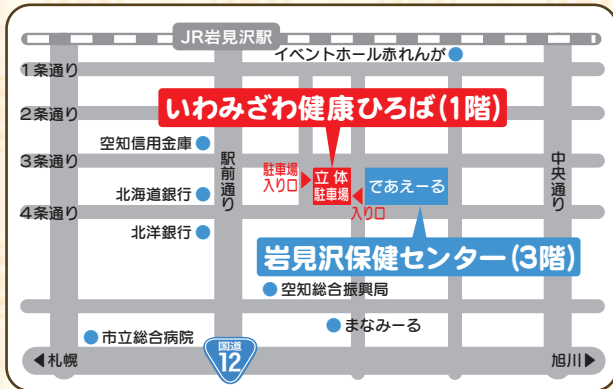 JR岩見沢駅
イベントホール赤れんが
1条通り
2条通り
いわみざわ健康ひろば(1階)
空知信用金庫
3条通り
駅前通り
駐車場
入り口
立体
駐車場
であえーる
中央通り
北海道銀行
入り口
4条通り
北洋銀行
岩見沢保健センター(3階)
空知総合振興局
まなみーる
市立総合病院
国道
12
◀札幌
旭川▶